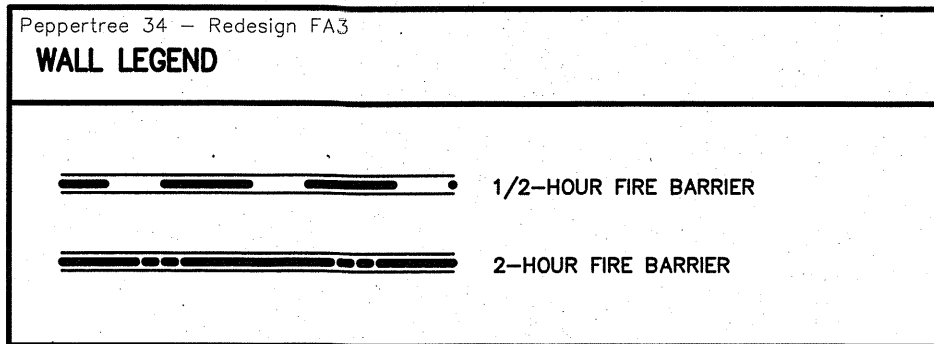 Peppertree 34 – Redesign FA3
WALL LEGEND
1/2–HOUR FIRE BARRIER
2–HOUR FIRE BARRIER